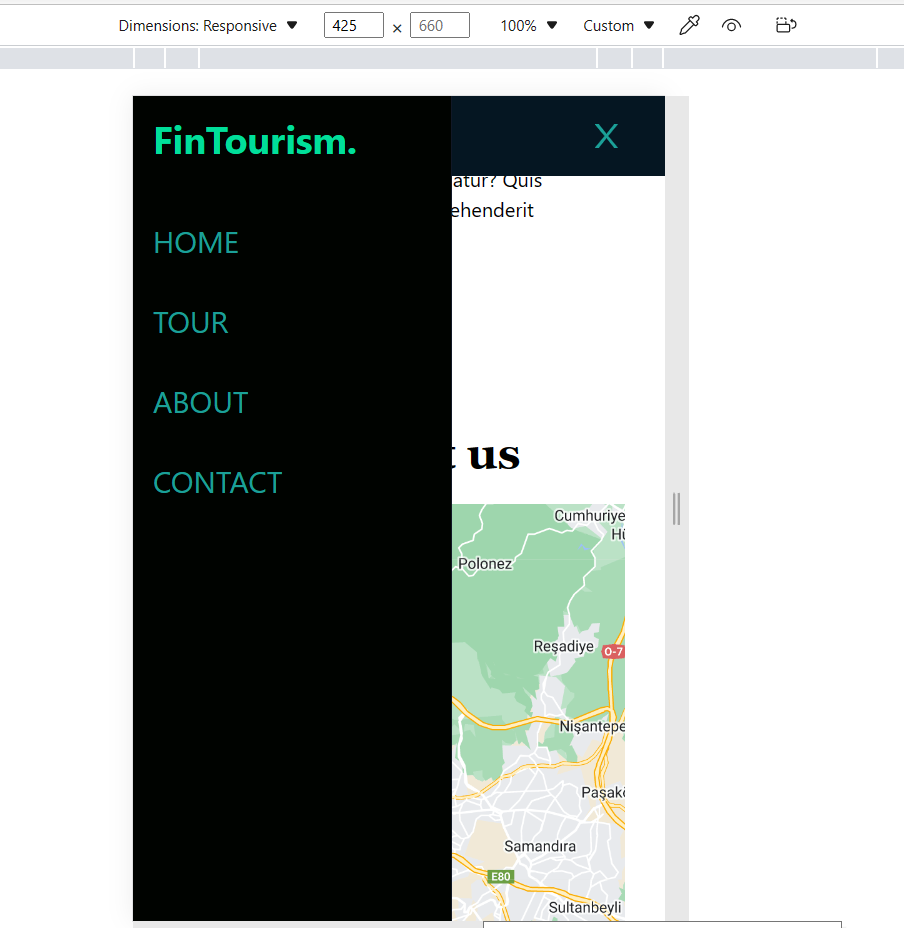 Dimensions: Responsive 425 × 660 100% Custom
FinTourism.
X
atur? Quis
ehenderit
HOME
TOUR
ABOUT
CONTACT
t us
Cumhuriye
Hü
Polonez
Reşadiye
O-7
Nişantepe
Paşakö
Samandıra
E80
Sultanbeyli